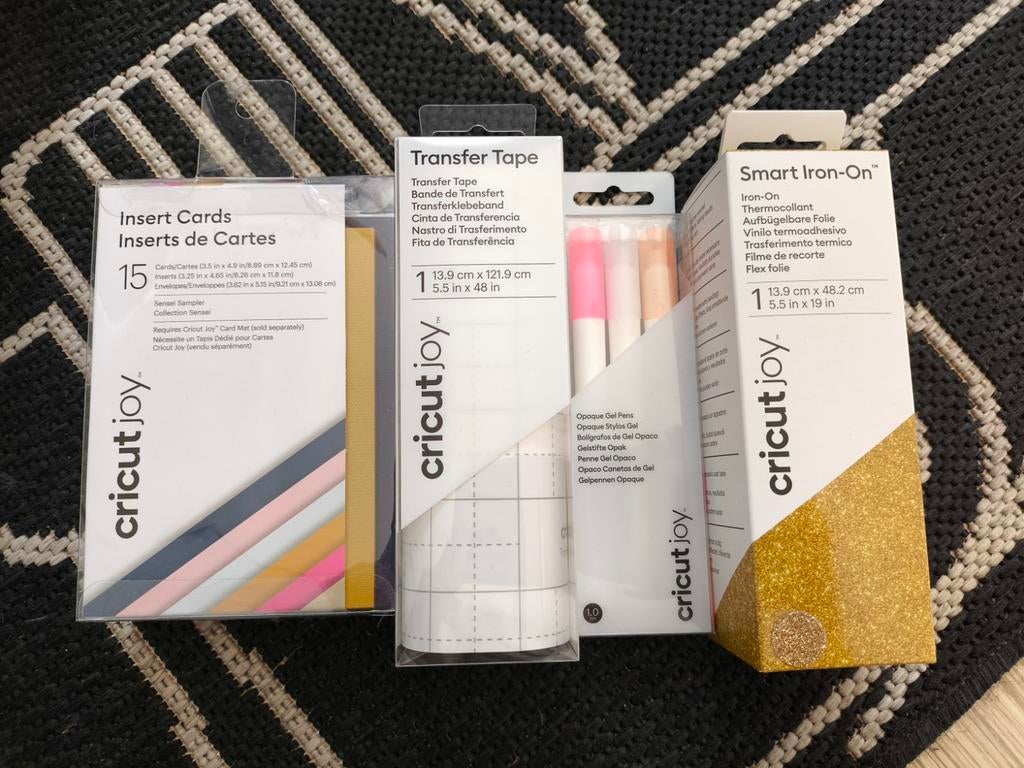 Insert Cards
Inserts de Cartes
15
Cards/Cartes (3.5 in x 4.9 in/8.89 cm x 12.45 cm)
Inserts (3.25 in x 4.65 in/8.26 cm x 11.8 cm)
Envelopes/Enveloppes (3.62 in x 5.15 in/9.21 cm x 13.08 cm)
Sensei Sampler
Collection Sensei
Requires Cricut Joy™ Card Mat (sold separately)
Nécessite un Tapis Dédié pour Cartes
Cricut Joy (vendu séparément)
cricut joy™
Transfer Tape
Transfer Tape
Bande de Transfert
Transferklebeband
Cinta de Transferencia
Nastro di Trasferimento
Fita de Transferência
1 13.9 cm x 121.9 cm
5.5 in x 48 in
cricut joy™
Opaque Gel Pens
Opaque Stylos Gel
Bolígrafos de Gel Opaco
Gelstifte Opak
Penne Gel Opaco
Opaco Canetas de Gel
Gelpennen Opaque
1.0
cricut joy™
Smart Iron-On™
Iron-On
Thermocollant
Aufbügelbare Folie
Vinilo termoadhesivo
Trasferimento termico
Filme de recorte
Flex folie
1 13.9 cm x 48.2 cm
5.5 in x 19 in
cricut joy™